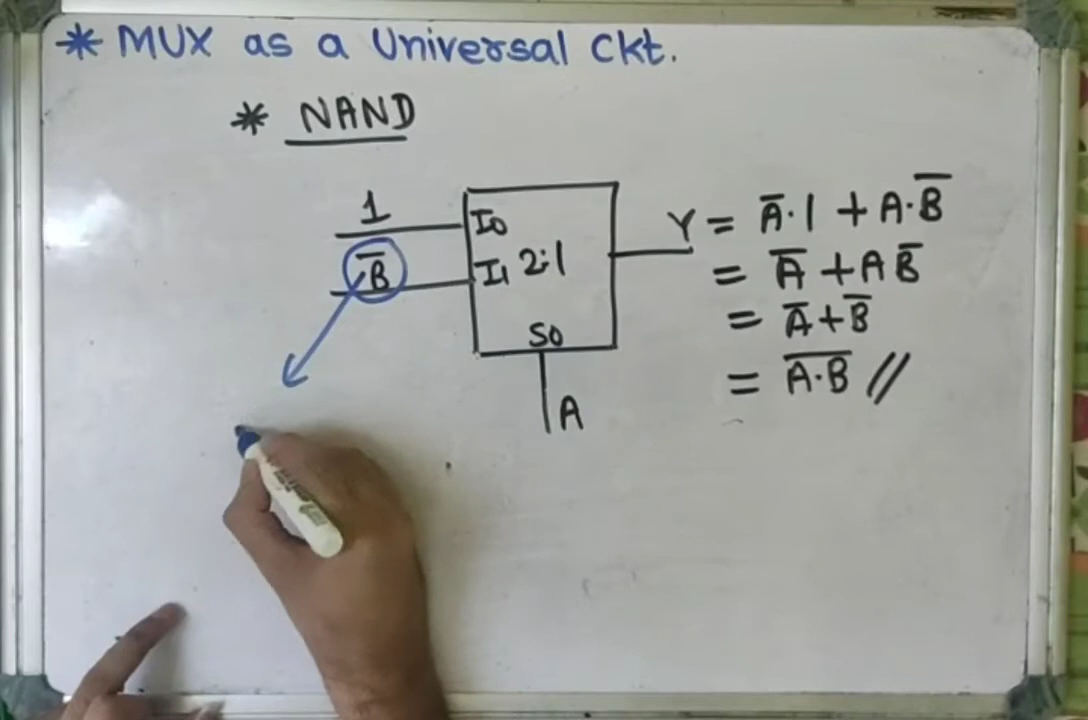 * MUX as a Universal Ckt.
* NAND
1
B̅
I0
I1
2:1
S0
A
Y = A̅·1 + A·B̅
= A̅ + AB̅
= A̅+B̅
= A̅·̅B̅ //